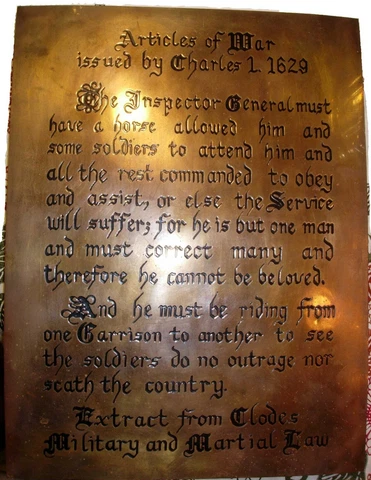 Articles of War
issued by Charles 1. 1629
The Inspector General must
have a horse allowed him and
some soldiers to attend him and
all the rest commanded to obey
and assist, or else the Service
will suffer; for he is but one man
and must correct many and
therefore he cannot be beloved.
And he must be riding from
one Garrison to another to see
the soldiers do no outrage nor
scath the country.
Extract from Clodes
Military and Martial Law